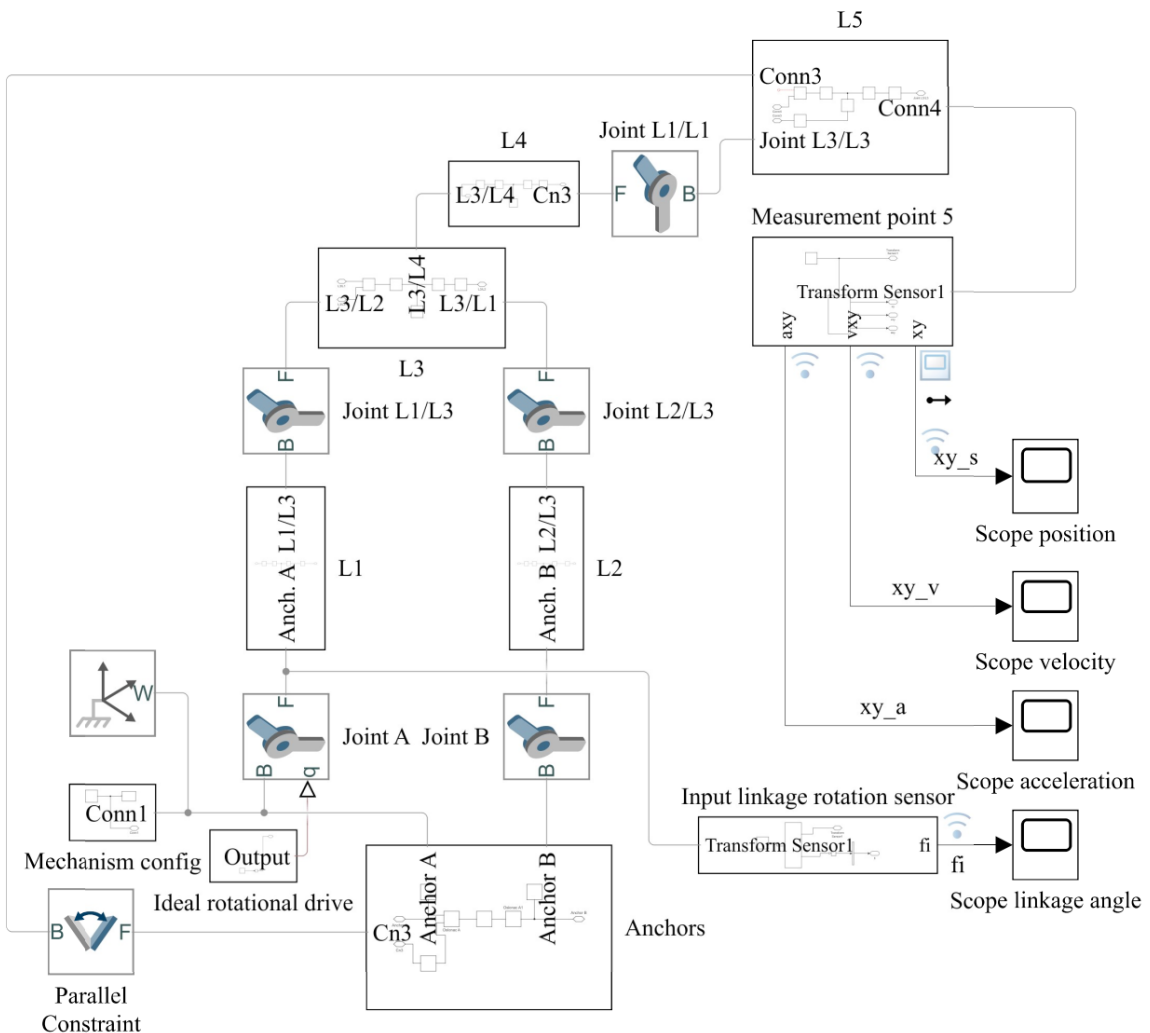 L5
Conn3
Conn4
Joint L3/L3
Joint L1/L1
F
B
L4
L3/L4
Cn3
Measurement point 5
Transform Sensor1
axy
vxy
xy
L3/L4
L3/L2
L3/L1
L3
F
Joint L1/L3
B
F
Joint L2/L3
B
xy_s
Scope position
L1/L3
Anch. A
L1
L2/L3
Anch. B
L2
xy_v
Scope velocity
W
F
Joint A
B
q
Joint B
F
B
xy_a
Scope acceleration
Conn1
Mechanism config
Output
Ideal rotational drive
Input linkage rotation sensor
Transform Sensor1
fi
fi
Scope linkage angle
Anchor A
Anchor B
Cn3
Anchors
B
F
Parallel
Constraint